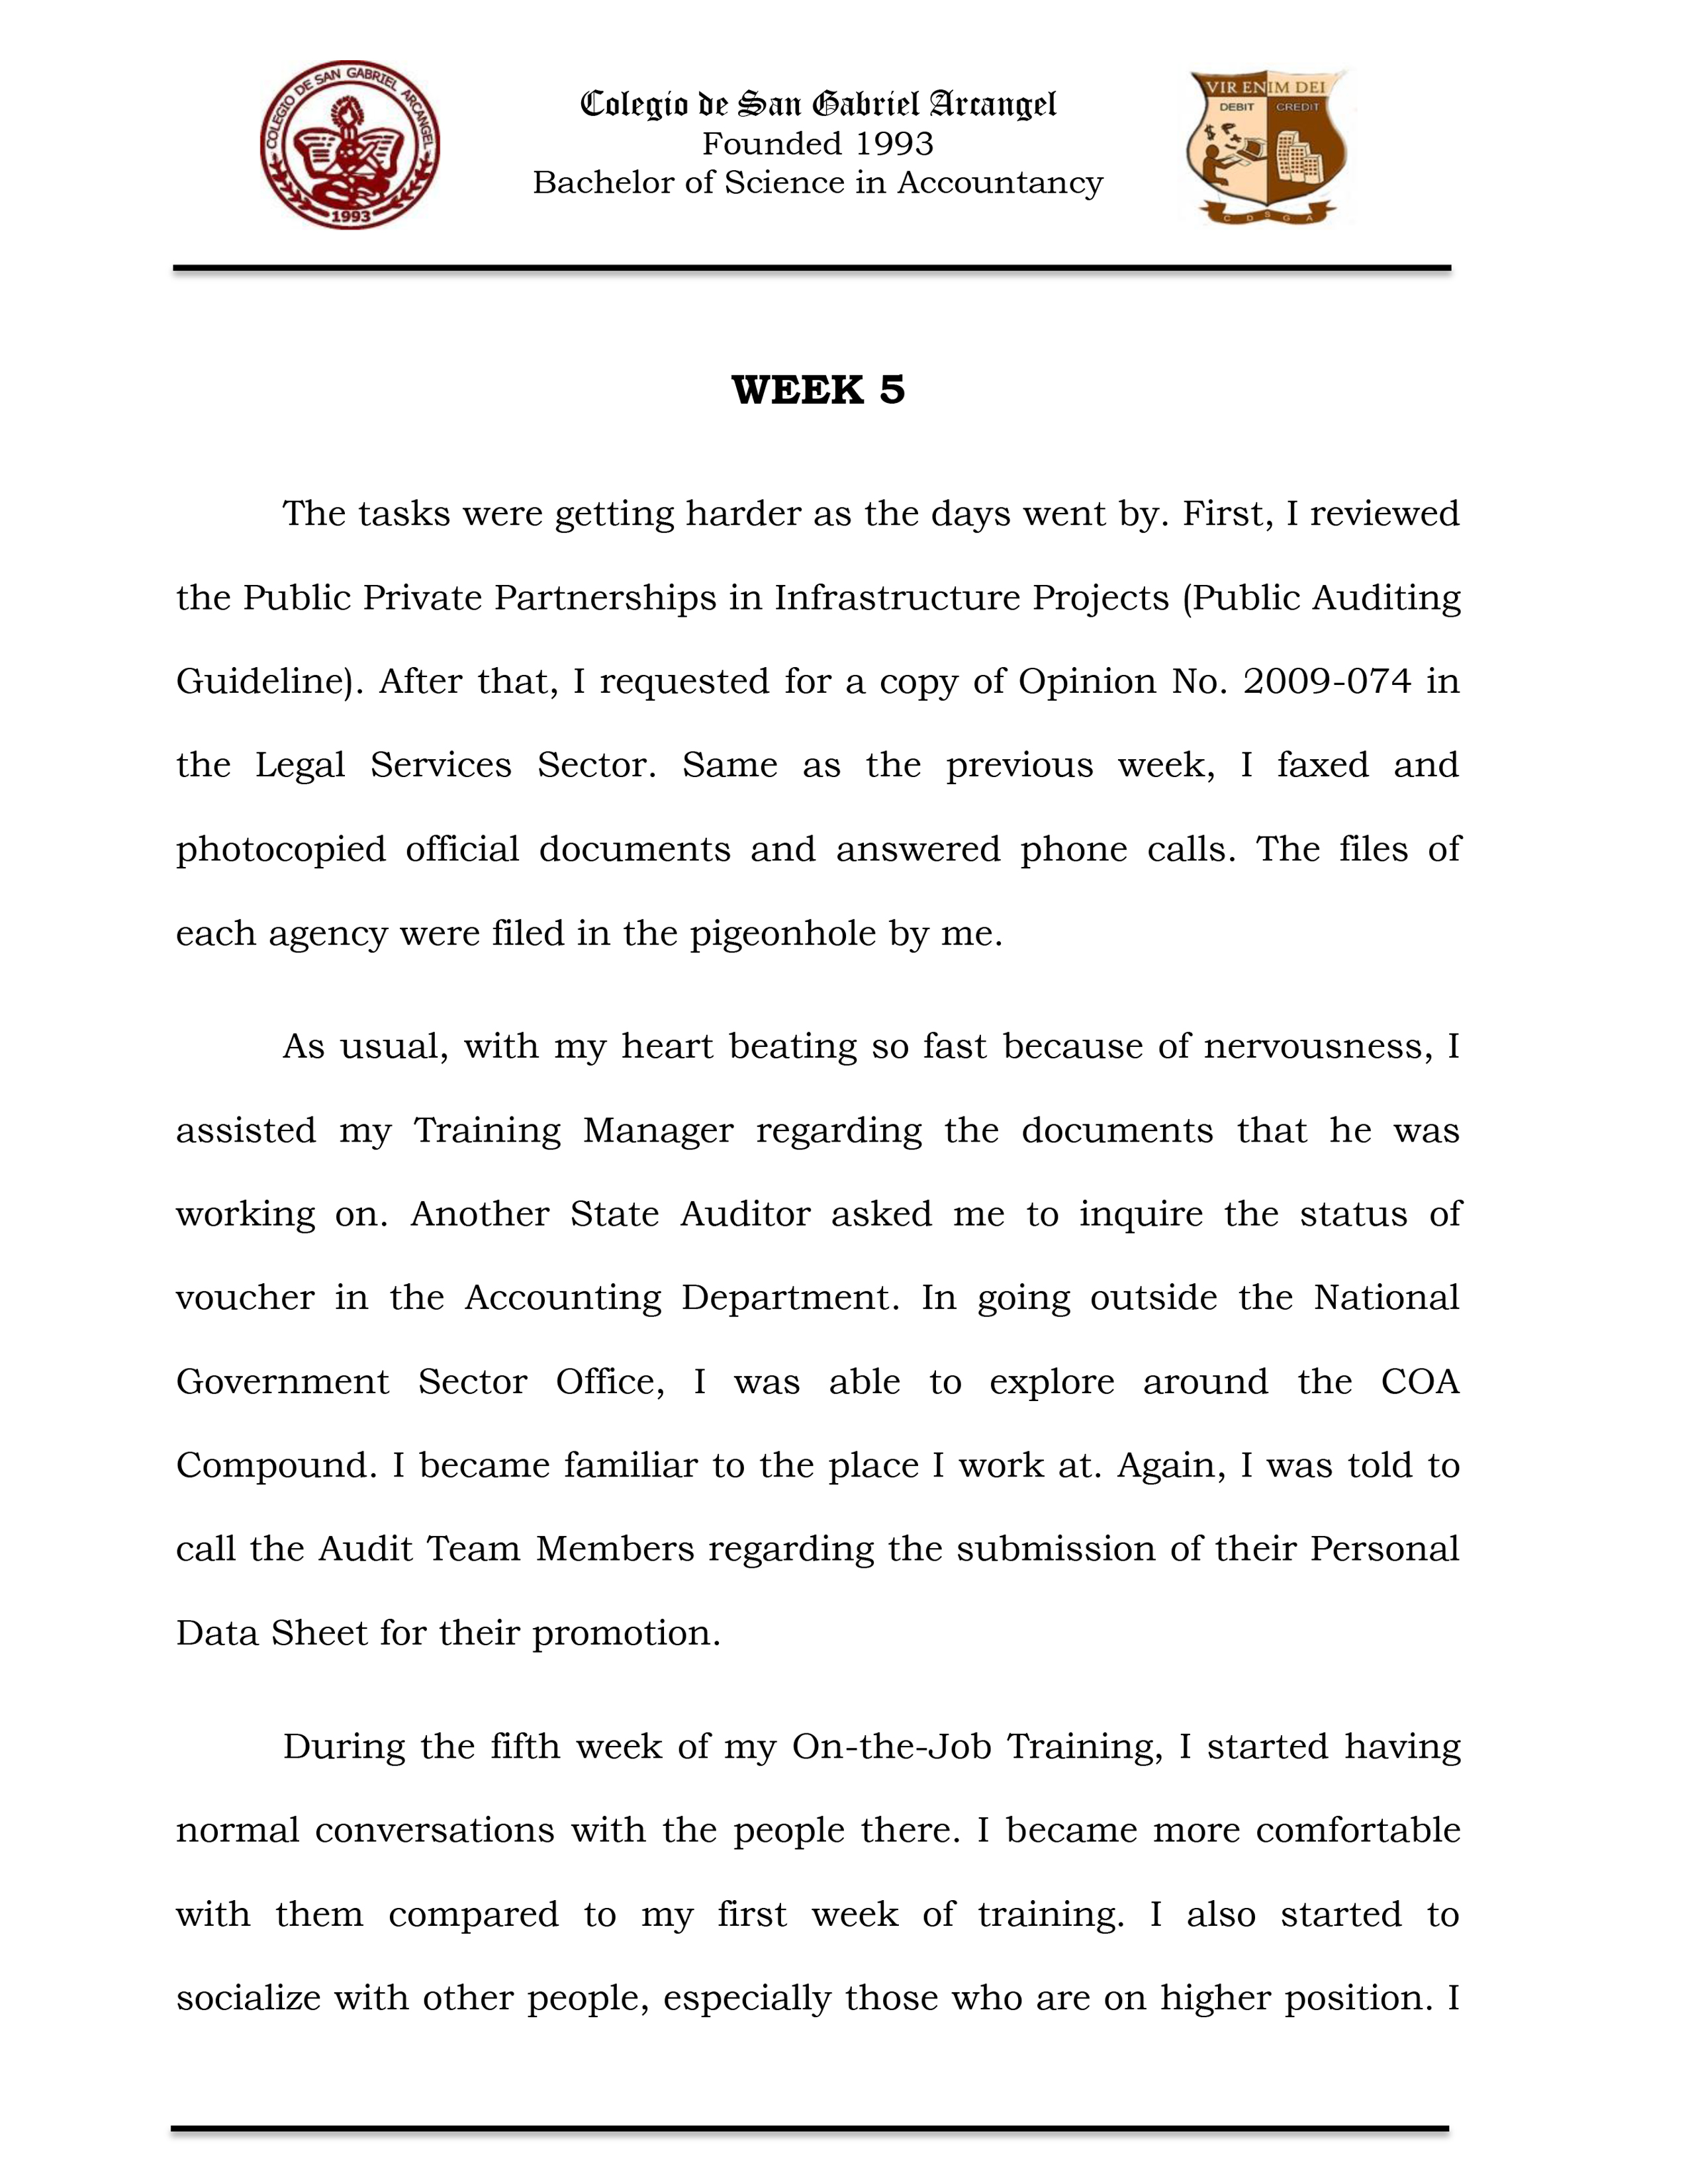 COLEGIO DE SAN GABRIEL ARCANGEL
1993
Colegio de San Gabriel Arcangel
Founded 1993
Bachelor of Science in Accountancy
VIR ENIM DEI
DEBIT CREDIT
C D S G A
WEEK 5
The tasks were getting harder as the days went by. First, I reviewed
the Public Private Partnerships in Infrastructure Projects (Public Auditing
Guideline). After that, I requested for a copy of Opinion No. 2009-074 in
the Legal Services Sector. Same as the previous week, I faxed and
photocopied official documents and answered phone calls. The files of
each agency were filed in the pigeonhole by me.
As usual, with my heart beating so fast because of nervousness, I
assisted my Training Manager regarding the documents that he was
working on. Another State Auditor asked me to inquire the status of
voucher in the Accounting Department. In going outside the National
Government Sector Office, I was able to explore around the COA
Compound. I became familiar to the place I work at. Again, I was told to
call the Audit Team Members regarding the submission of their Personal
Data Sheet for their promotion.
During the fifth week of my On-the-Job Training, I started having
normal conversations with the people there. I became more comfortable
with them compared to my first week of training. I also started to
socialize with other people, especially those who are on higher position. I